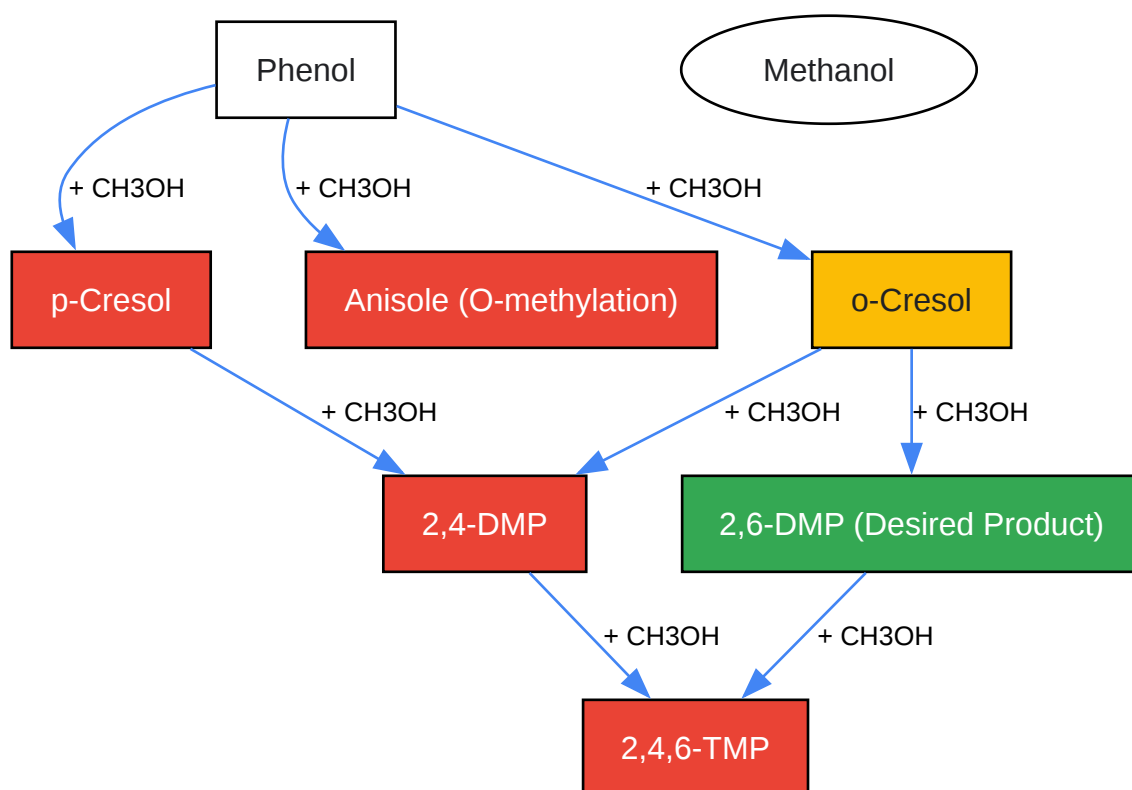 Phenol
Methanol
+ CH3OH
+ CH3OH
+ CH3OH
p-Cresol
Anisole (O-methylation)
o-Cresol
+ CH3OH
+ CH3OH
+ CH3OH
2,4-DMP
2,6-DMP (Desired Product)
+ CH3OH
+ CH3OH
2,4,6-TMP